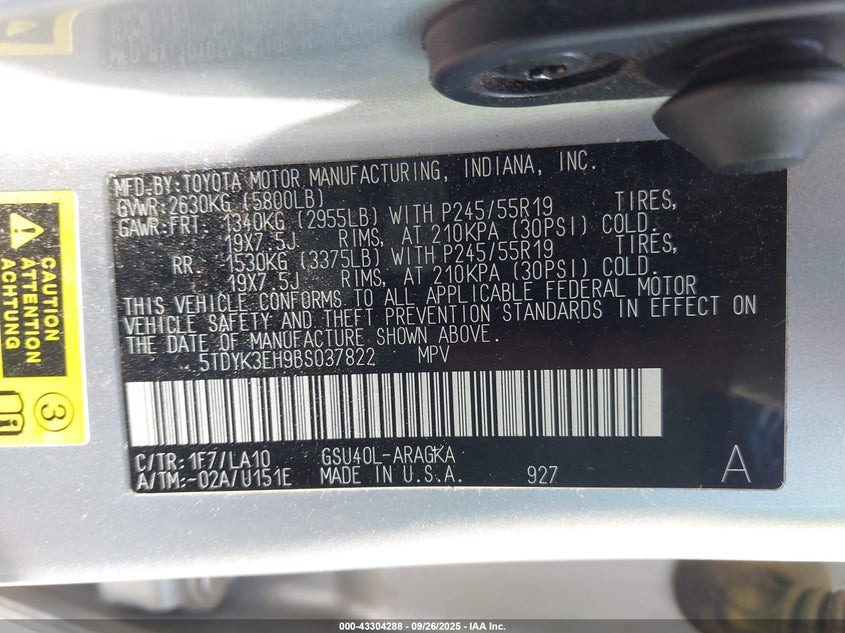 MFD-BY:TOYOTA MOTOR MANUFACTURING, INDIANA, INC.
GVWR:2630KG (5800LB)
GAWR:FRT. 1340KG (2955LB) WITH P245/55R19 TIRES,
19X7.5J RIMS, AT 210KPA (30PSI) COLD.
RR. 1530KG (3375LB) WITH P245/55R19 TIRES,
19X7.5J RIMS, AT 210KPA (30PSI) COLD.
THIS VEHICLE CONFORMS TO ALL APPLICABLE FEDERAL MOTOR
VEHICLE SAFETY AND THEFT PREVENTION STANDARDS IN EFFECT ON
THE DATE OF MANUFACTURE SHOWN ABOVE.
5TDYK3EH9BS037822 MPV
C/TR:1F7/LA10 GSU40L-ARAGKA
A/TM:-02A/U151E MADE IN U.S.A. 927 A
CAUTION
ATTENTION
ACHTUNG
3
000-43304288 - 09/26/2025 - IAA Inc.